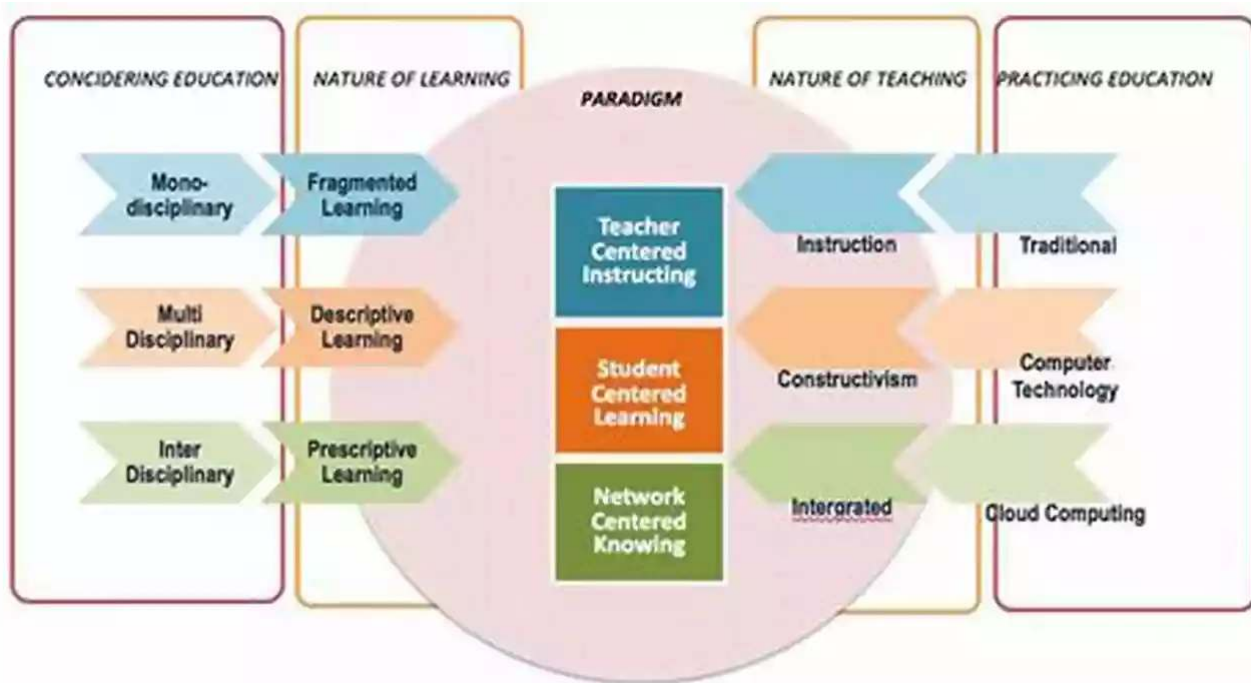 CONCIDERING EDUCATION
NATURE OF LEARNING
PARADIGM
NATURE OF TEACHING
PRACTICING EDUCATION
Mono-
disciplinary
Fragmented
Learning
Teacher
Centered
Instructing
Instruction
Traditional
Multi
Disciplinary
Descriptive
Learning
Student
Centered
Learning
Constructivism
Computer
Technology
Inter
Disciplinary
Prescriptive
Learning
Network
Centered
Knowing
Intergrated
Cloud Computing